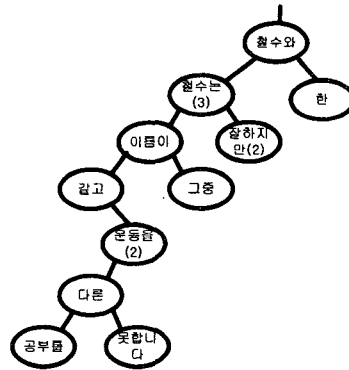 철수와
철수는
(3)
한
이름이
잘하지
만(2)
같고
그중
운동을
(2)
다른
공부를
못합니
다